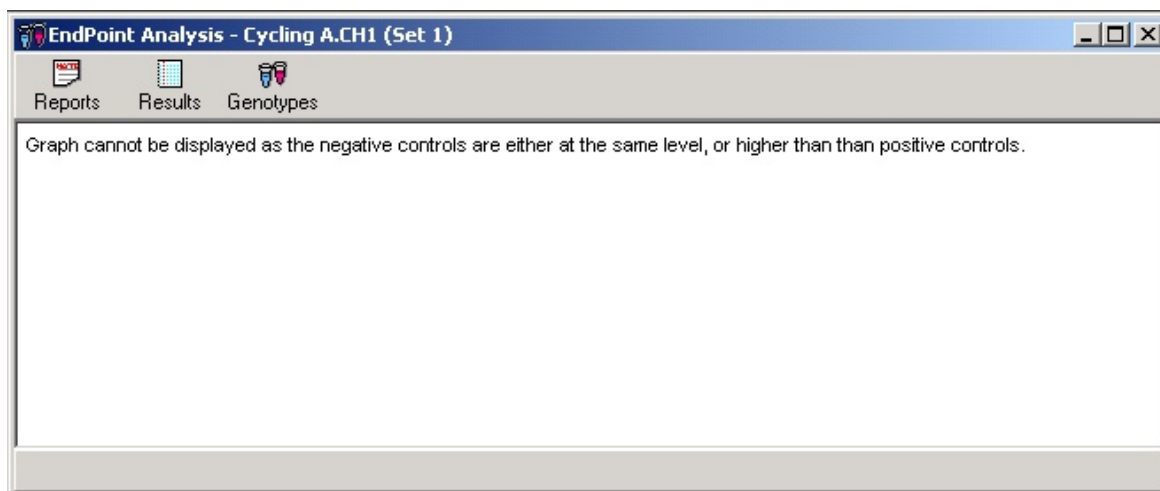 EndPoint Analysis - Cycling A.CH1 (Set 1)
Reports Results Genotypes
Graph cannot be displayed as the negative controls are either at the same level, or higher than than positive controls.